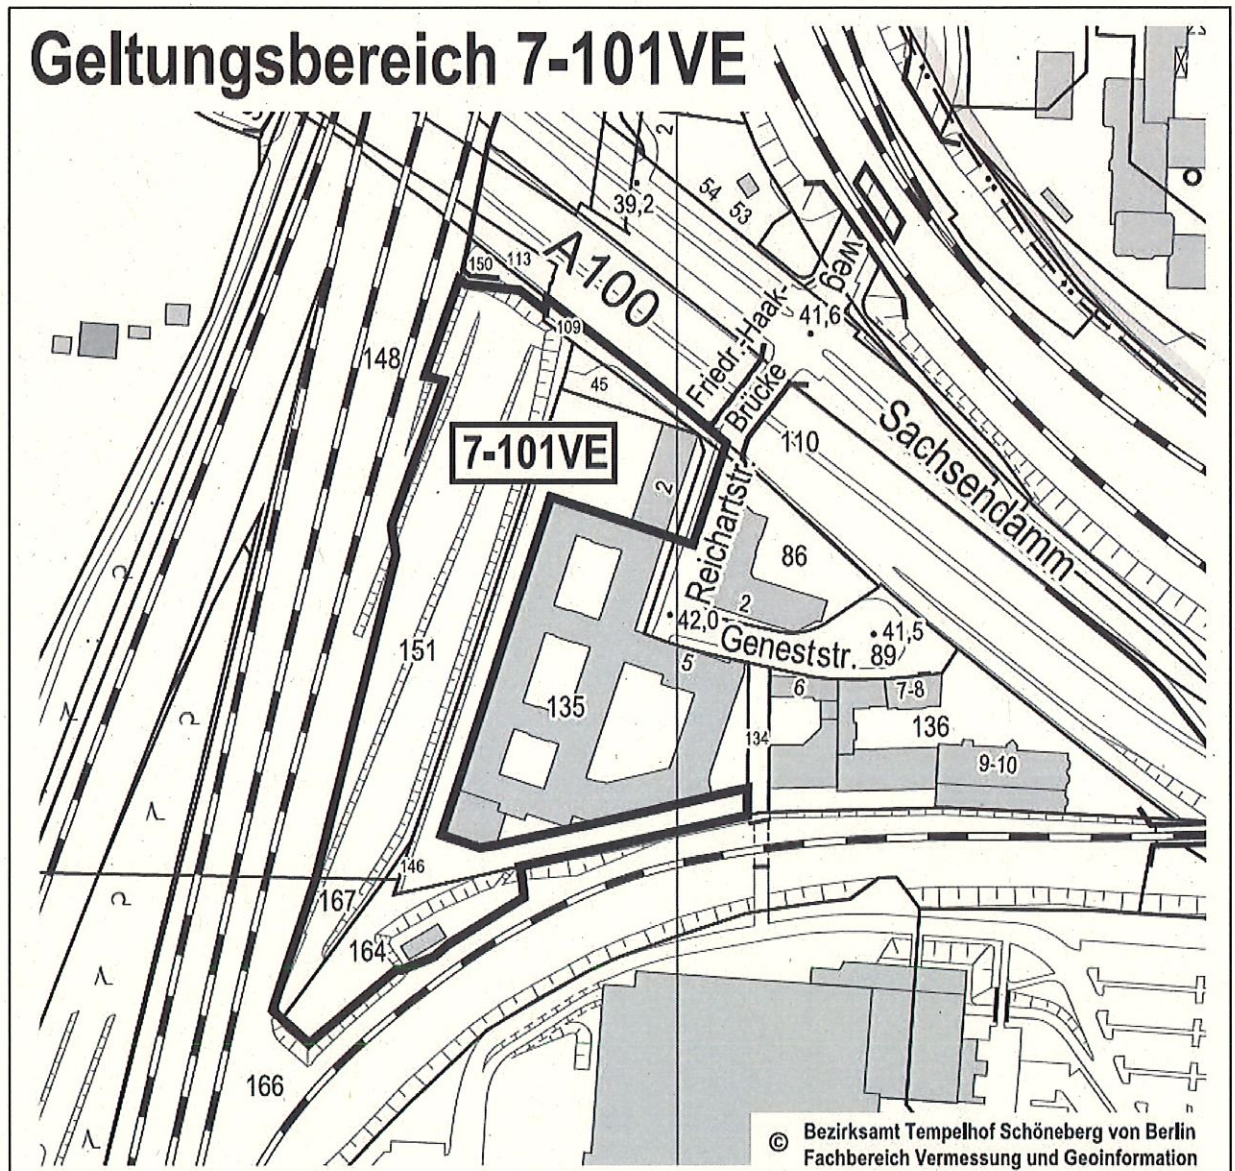 Geltungsbereich 7-101VE
2
54
53
39,2
A100
150
113
Friedr.-Haak-
weg
41,6
Brücke
109
148
45
7-101VE
110
Sachsendamm
2
Reichartstr.
86
2
42,0
Geneststr.
41,5
89
151
5
6
7-8
135
134
136
9-10
146
167
164
166
© Bezirksamt Tempelhof Schöneberg von Berlin
Fachbereich Vermessung und Geoinformation